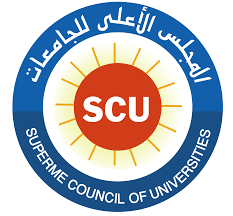 المجلس الأعلى للجامعات
SCU
SUPERME COUNCIL OF UNIVERSITIES